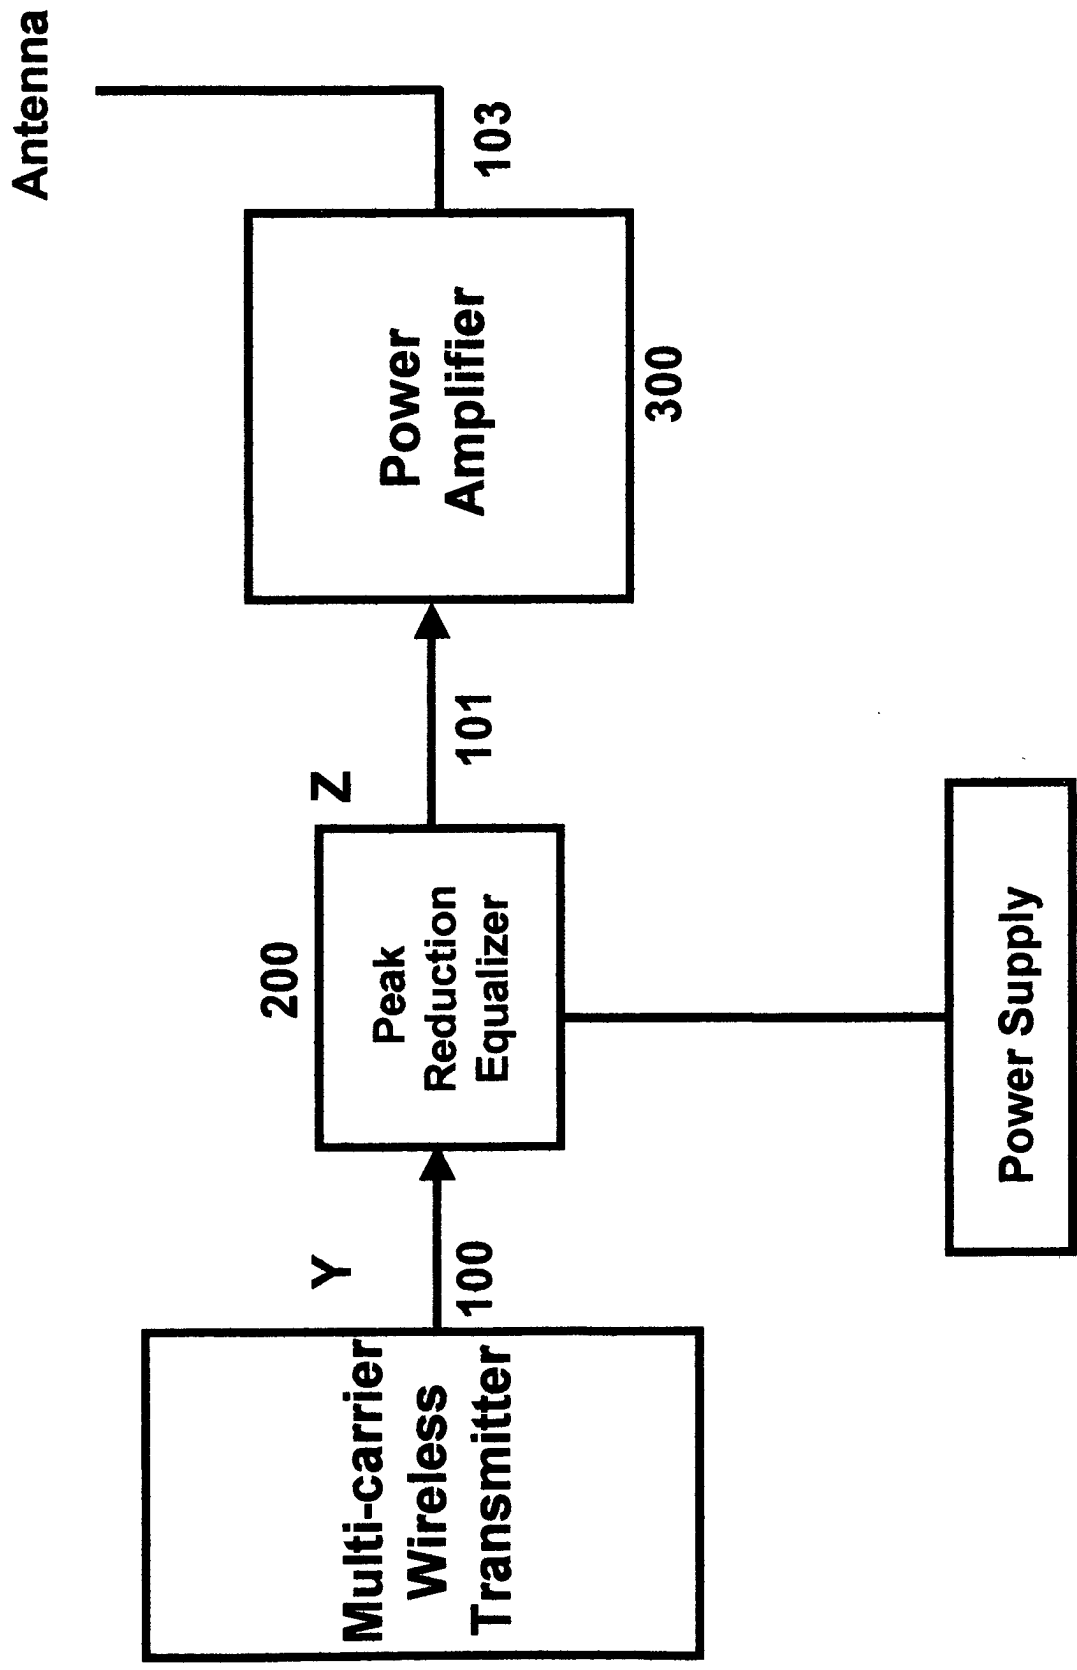 Antenna
Multi-carrier
Wireless
Transmitter
Y
100
200
Peak
Reduction
Equalizer
Z
101
Power
Amplifier
300
103
Power Supply